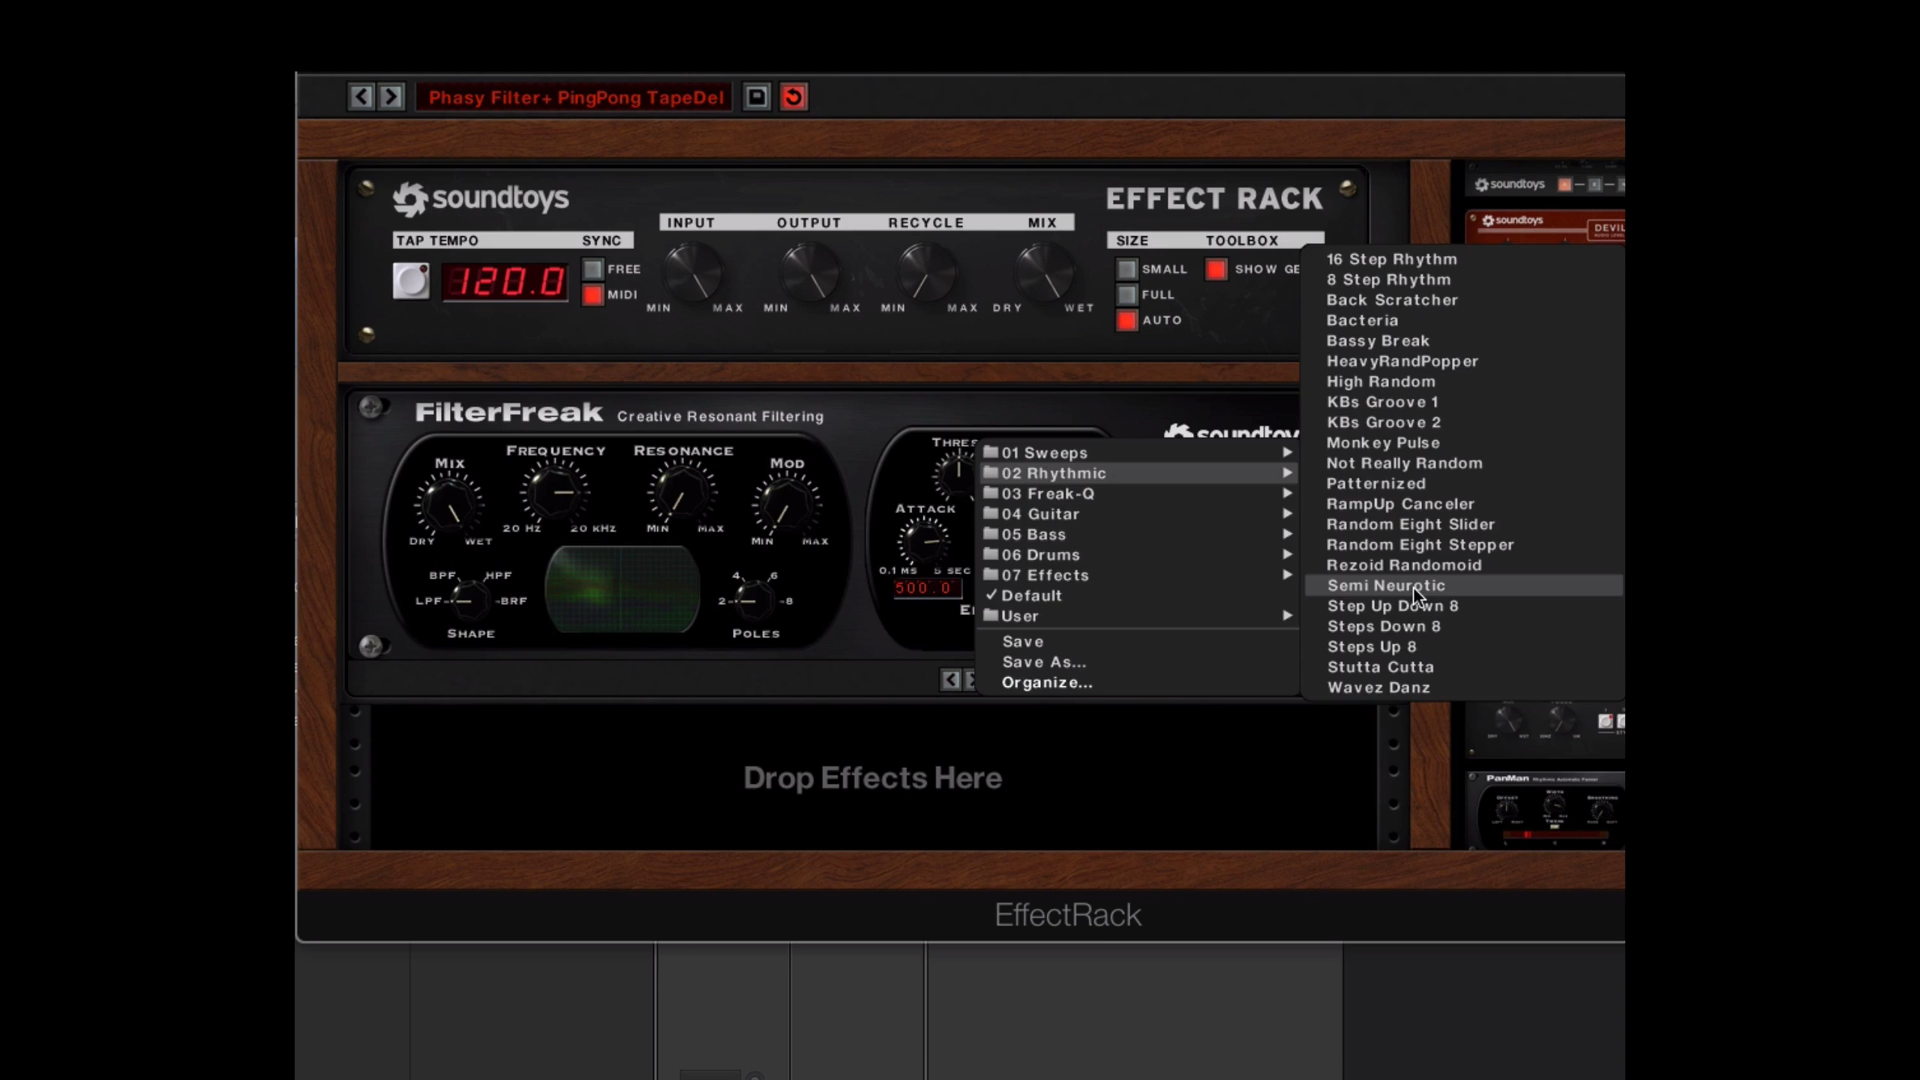 Phasy Filter+ PingPong TapeDel
soundtoys
EFFECT RACK
TAP TEMPO
SYNC
INPUT
OUTPUT
RECYCLE
MIX
SIZE
TOOLBOX
120.0
FREE
MIDI
MIN
MAX
MIN
MAX
MIN
MAX
DRY
WET
SMALL
FULL
AUTO
SHOW GE
soundtoys
soundtoys
DEVIL
FilterFreak
Creative Resonant Filtering
soundtoy
MIX
FREQUENCY
RESONANCE
MOD
DRY
WET
20 HZ
20 KHZ
MIN
MAX
MIN
MAX
BPF
HPF
LPF
BRF
SHAPE
4
6
2
8
POLES
THRES
ATTACK
0.1 MS
5 SEC
500.0
01 Sweeps
02 Rhythmic
03 Freak-Q
04 Guitar
05 Bass
06 Drums
07 Effects
✓ Default
User
Save
Save As...
Organize...
16 Step Rhythm
8 Step Rhythm
Back Scratcher
Bacteria
Bassy Break
HeavyRandPopper
High Random
KBs Groove 1
KBs Groove 2
Monkey Pulse
Not Really Random
Patternized
RampUp Canceler
Random Eight Slider
Random Eight Stepper
Rezoid Randomoid
Semi Neurotic
Step Up Down 8
Steps Down 8
Steps Up 8
Stutta Cutta
Wavez Danz
PanMan
Rhythmic Automatic Panner
Drop Effects Here
EffectRack